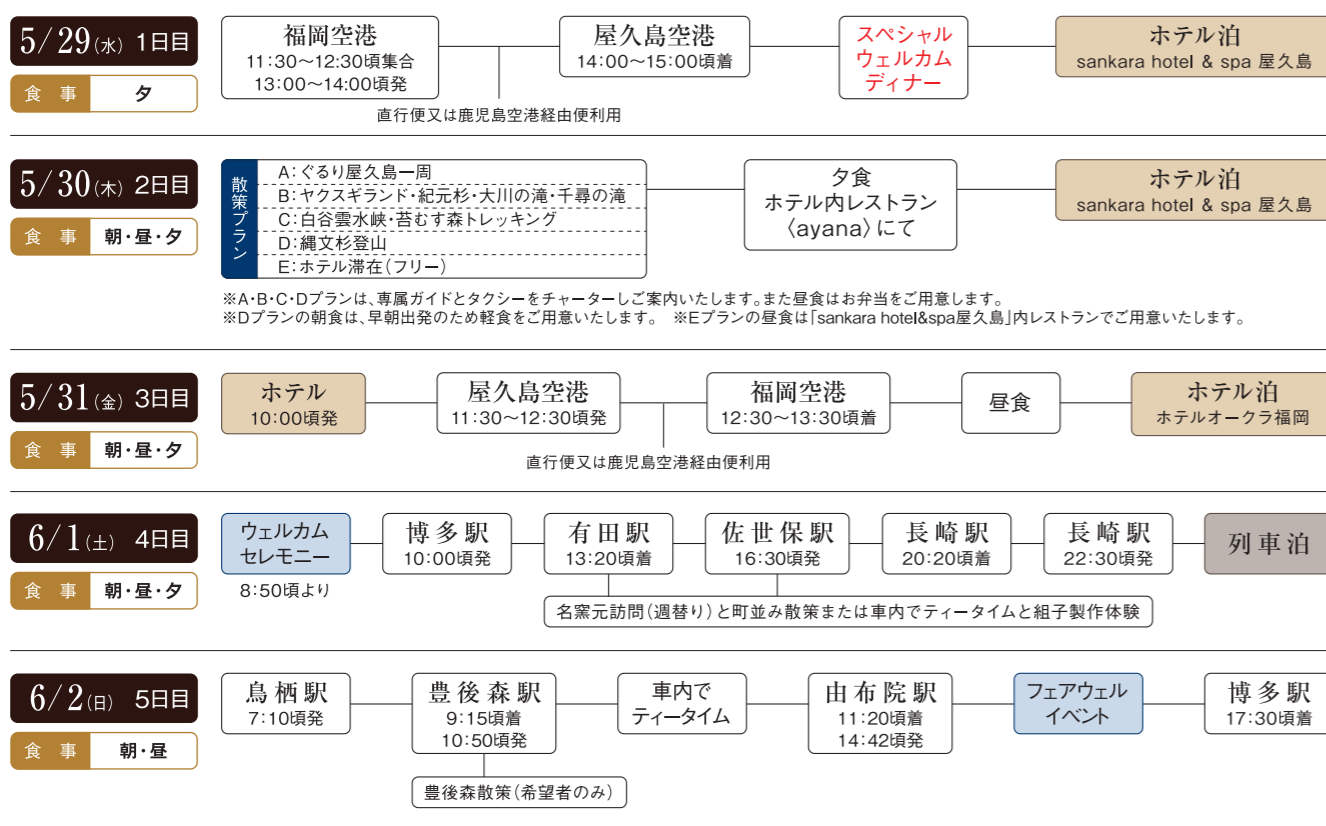 5/29(水) 1日目
食 事 夕
福岡空港
11:30〜12:30頃集合
13:00〜14:00頃発
直行便又は鹿児島空港経由便利用
屋久島空港
14:00〜15:00頃着
スペシャル
ウェルカム
ディナー
ホテル泊
sankara hotel & spa 屋久島
5/30(木) 2日目
食 事 朝・昼・夕
散策プラン
A:ぐるり屋久島一周
B:ヤクスギランド・紀元杉・大川の滝・千尋の滝
C:白谷雲水峡・苔むす森トレッキング
D:縄文杉登山
E:ホテル滞在(フリー)
夕食
ホテル内レストラン
〈ayana〉にて
ホテル泊
sankara hotel & spa 屋久島
※A・B・C・Dプランは、専属ガイドとタクシーをチャーターしご案内いたします。また昼食はお弁当をご用意します。
※Dプランの朝食は、早朝出発のため軽食をご用意いたします。 ※Eプランの昼食は「sankara hotel&spa屋久島」内レストランでご用意いたします。
5/31(金) 3日目
食 事 朝・昼・夕
ホテル
10:00頃発
屋久島空港
11:30〜12:30頃発
直行便又は鹿児島空港経由便利用
福岡空港
12:30〜13:30頃着
昼食
ホテル泊
ホテルオークラ福岡
6/1(土) 4日目
食 事 朝・昼・夕
ウェルカム
セレモニー
8:50頃より
博多駅
10:00頃発
有田駅
13:20頃着
佐世保駅
16:30頃発
長崎駅
20:20頃着
長崎駅
22:30頃発
列車泊
名窯元訪問(週替り)と町並み散策または車内でティータイムと組子製作体験
6/2(日) 5日目
食 事 朝・昼
鳥栖駅
7:10頃発
豊後森駅
9:15頃着
10:50頃発
豊後森散策(希望者のみ)
車内で
ティータイム
由布院駅
11:20頃着
14:42頃発
フェアウェル
イベント
博多駅
17:30頃着